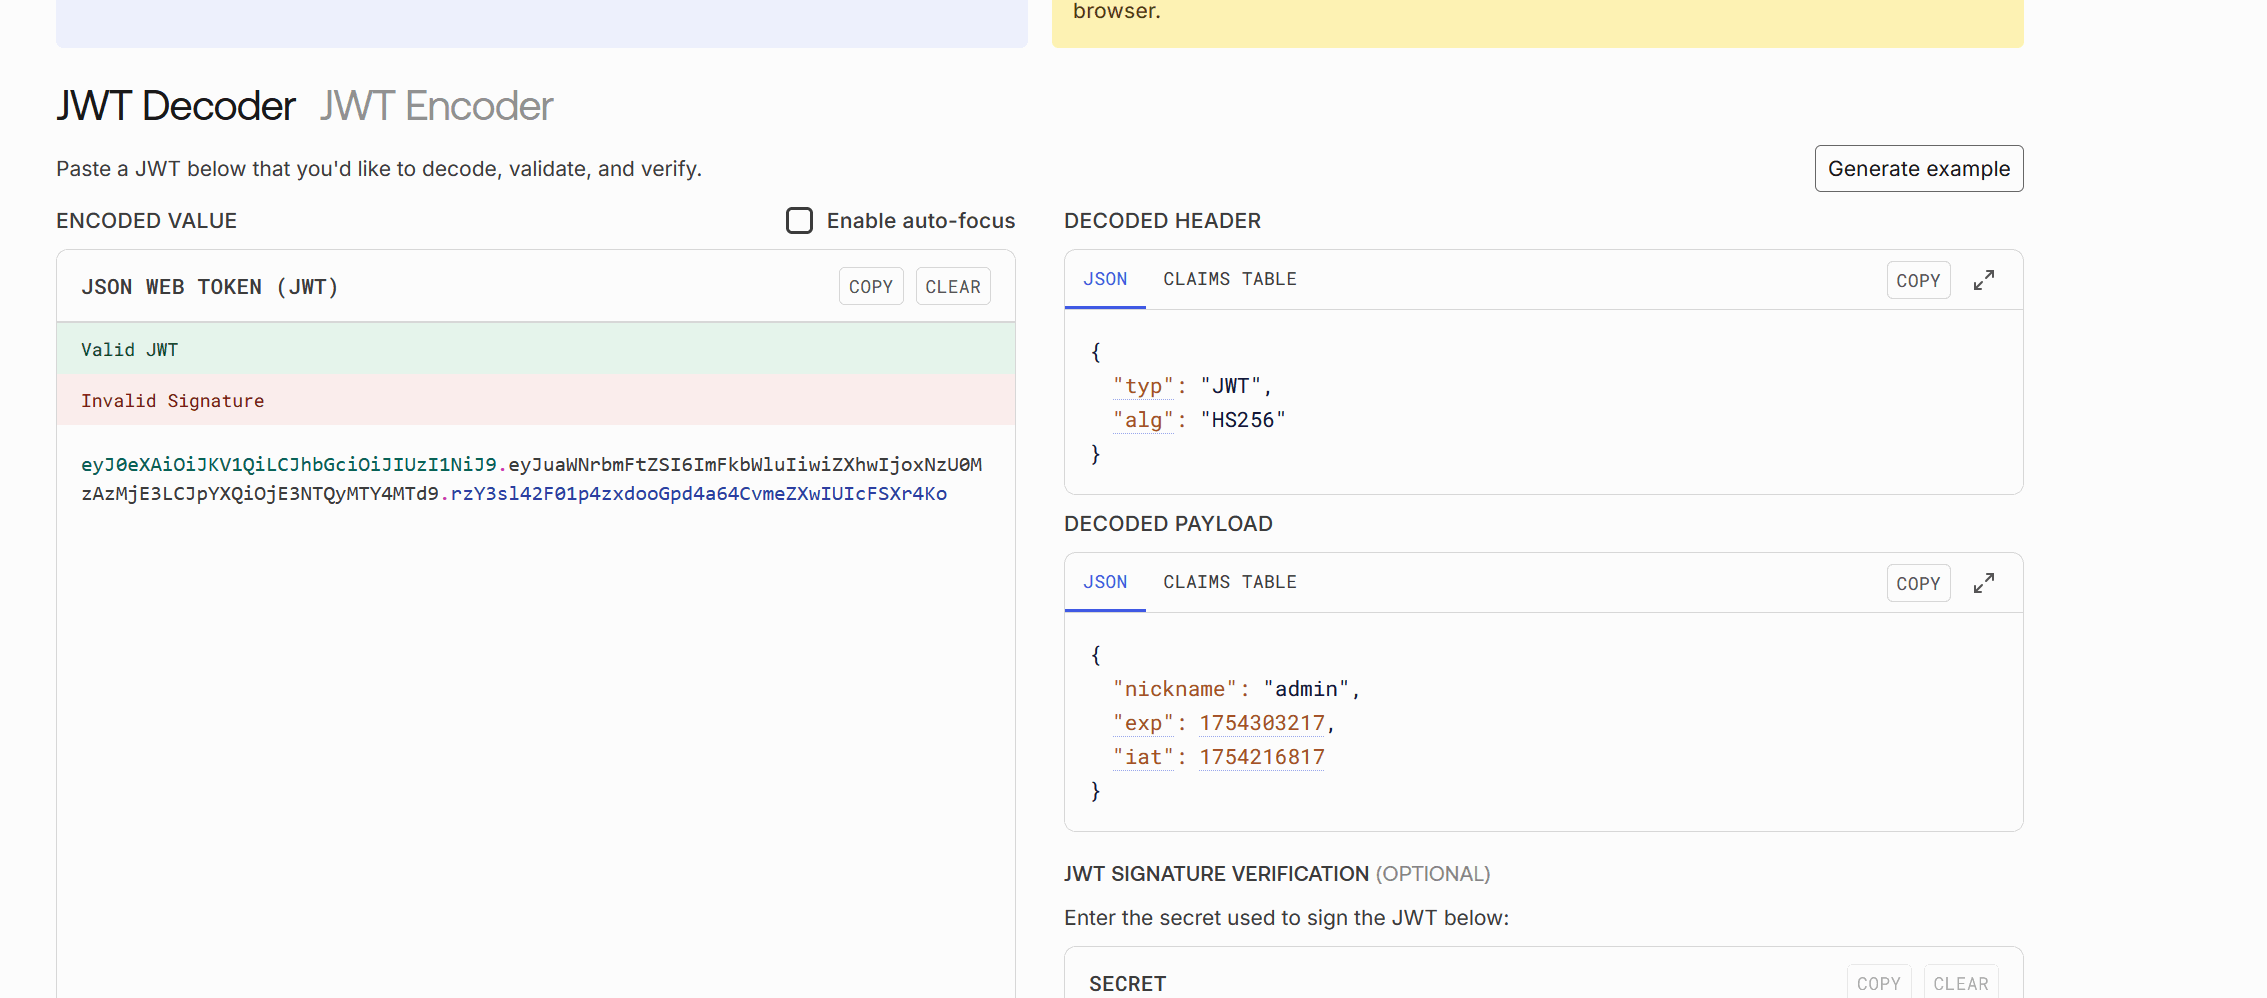 browser.
JWT Decoder JWT Encoder
Paste a JWT below that you'd like to decode, validate, and verify.
Generate example
ENCODED VALUE
Enable auto-focus
JSON WEB TOKEN (JWT)
COPY CLEAR
Valid JWT
Invalid Signature
eyJ0eXAiOiJKV1QiLCJhbGciOiJIUzI1NiJ9.eyJuaWNrbmFtZSI6ImFkbWluIiwiZXhwIjoxNzU0M
zAzMjE3LCJpYXQiOjE3NTQyMTY4MTd9.rzY3sl42F01p4zxdooGpd4a64CvmeZXwIUIcFSXr4Ko
DECODED HEADER
JSON CLAIMS TABLE
COPY
{
"typ": "JWT",
"alg": "HS256"
}
DECODED PAYLOAD
JSON CLAIMS TABLE
COPY
{
"nickname": "admin",
"exp": 1754303217,
"iat": 1754216817
}
JWT SIGNATURE VERIFICATION (OPTIONAL)
Enter the secret used to sign the JWT below:
SECRET
COPY CLEAR